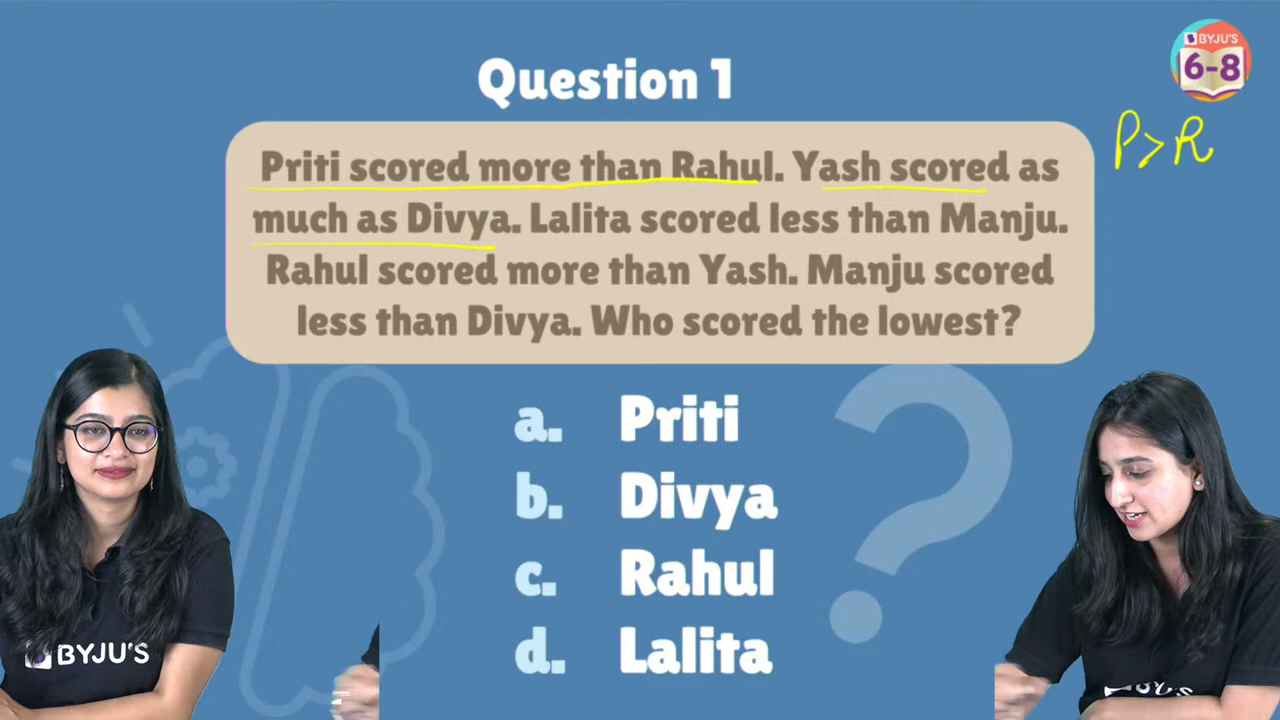 BYJU'S
6-8
Question 1
P>R
Priti scored more than Rahul. Yash scored as
much as Divya. Lalita scored less than Manju.
Rahul scored more than Yash. Manju scored
less than Divya. Who scored the lowest?
a. Priti
b. Divya
c. Rahul
d. Lalita
BYJU'S